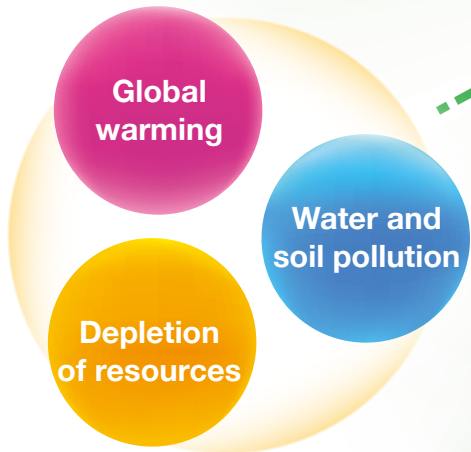 Global
warming
Water and
soil pollution
Depletion
of resources